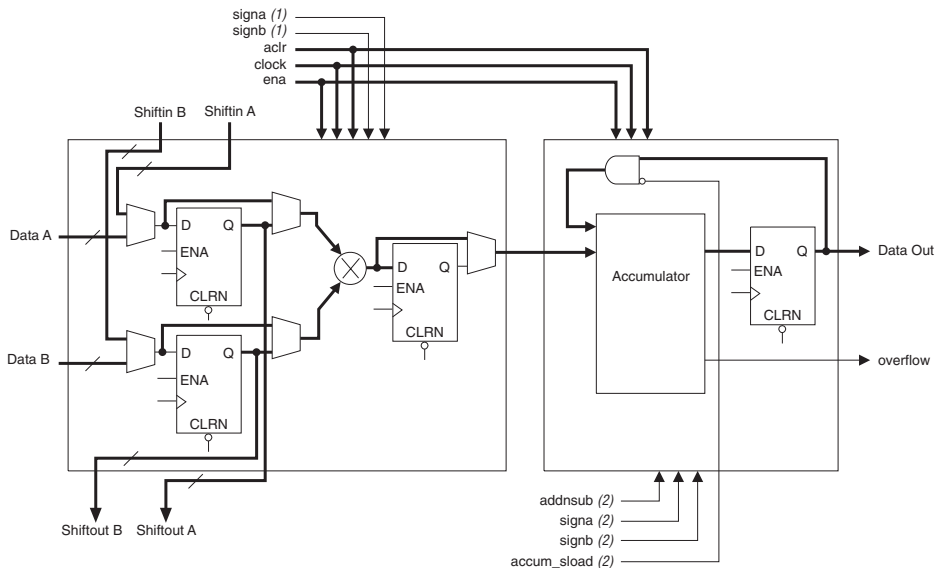 signa (1)
signb (1)
aclr
clock
ena
Shiftin B
Shiftin A
Data A
D Q
ENA
CLRN
Data B
D Q
ENA
CLRN
D Q
ENA
CLRN
Accumulator
D Q
ENA
CLRN
Data Out
overflow
Shiftout B
Shiftout A
addnsub (2)
signa (2)
signb (2)
accum_sload (2)